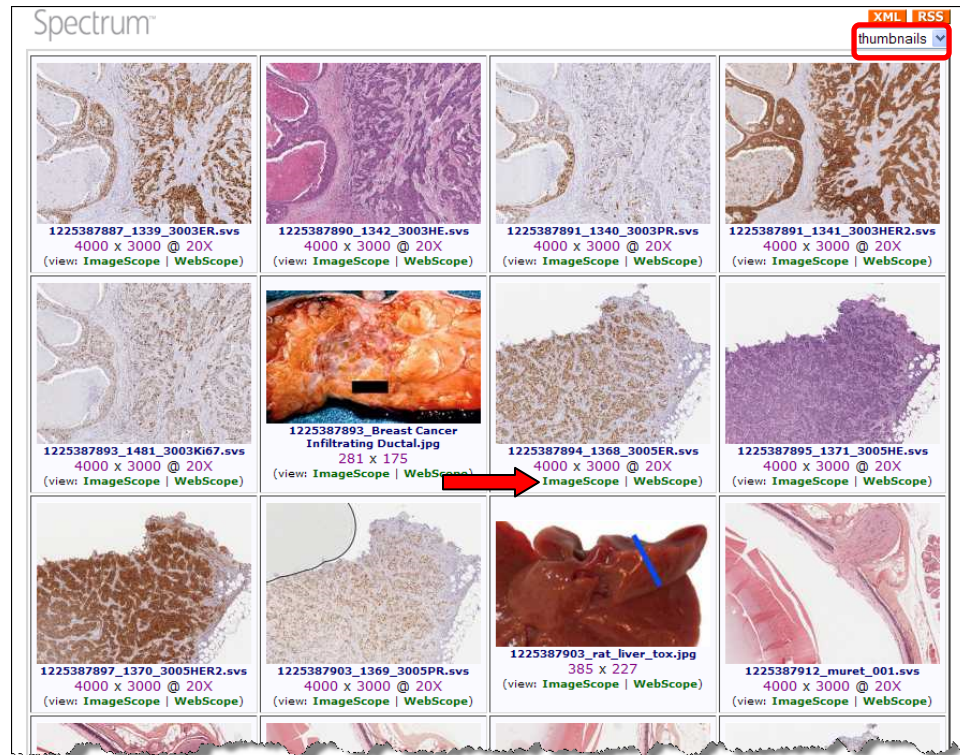 Spectrum™
XML RSS
thumbnails
1225387887_1339_3003ER.svs
4000 x 3000 @ 20X
(view: ImageScope | WebScope)
1225387890_1342_3003HE.svs
4000 x 3000 @ 20X
(view: ImageScope | WebScope)
1225387891_1340_3003PR.svs
4000 x 3000 @ 20X
(view: ImageScope | WebScope)
1225387891_1341_3003HER2.svs
4000 x 3000 @ 20X
(view: ImageScope | WebScope)
1225387893_1481_3003Ki67.svs
4000 x 3000 @ 20X
(view: ImageScope | WebScope)
1225387893_Breast Cancer
Infiltrating Ductal.jpg
281 x 175
(view: ImageScope | WebScope)
1225387894_1368_3005ER.svs
4000 x 3000 @ 20X
ImageScope | WebScope)
1225387895_1371_3005HE.svs
4000 x 3000 @ 20X
(view: ImageScope | WebScope)
1225387897_1370_3005HER2.svs
4000 x 3000 @ 20X
(view: ImageScope | WebScope)
1225387903_1369_3005PR.svs
4000 x 3000 @ 20X
(view: ImageScope | WebScope)
1225387903_rat_liver_tox.jpg
385 x 227
(view: ImageScope | WebScope)
1225387912_muret_001.svs
4000 x 3000 @ 20X
(view: ImageScope | WebScope)